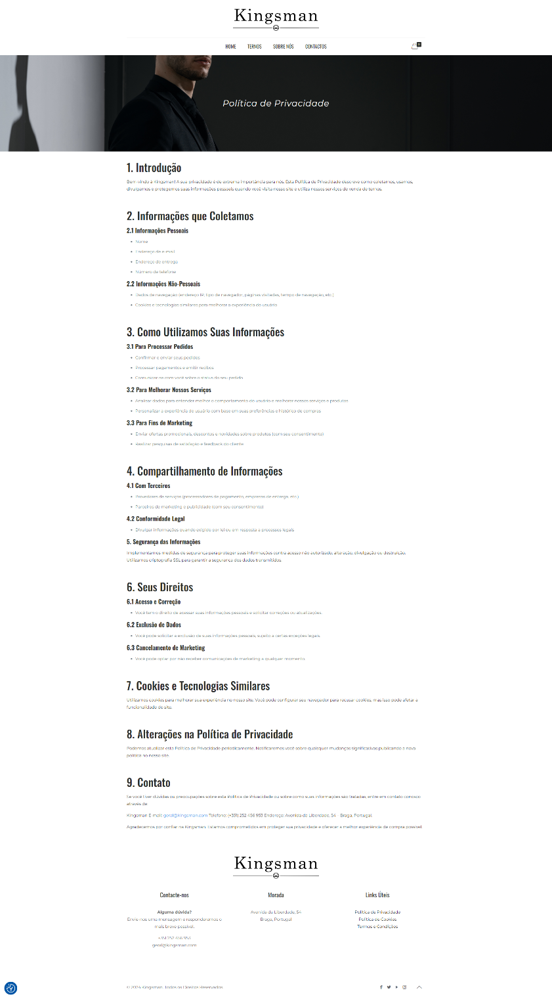 Kingsman
HOME TERNOS SOBRE NÓS CONTACTOS
Política de Privacidade
1. Introdução
Bem-vindo à Kingsman! A sua privacidade é de extrema importância para nós. Esta Política de Privacidade descreve como coletamos, usamos,
divulgamos e protegemos suas informações pessoais quando você visita nosso site e utiliza nossos serviços de venda de ternos.
2. Informações que Coletamos
2.1 Informações Pessoais
• Nome
• Endereço de e-mail
• Endereço de entrega
• Número de telefone
2.2 Informações Não-Pessoais
• Dados de navegação (endereço IP, tipo de navegador, páginas visitadas, tempo de navegação, etc.)
• Cookies e tecnologias similares para melhorar a experiência do usuário
3. Como Utilizamos Suas Informações
3.1 Para Processar Pedidos
• Confirmar e enviar seus pedidos
• Processar pagamentos e emitir recibos
• Comunicar-se com você sobre o status do seu pedido
3.2 Para Melhorar Nossos Serviços
• Analisar dados para entender melhor o comportamento do usuário e melhorar nossos serviços e produtos
• Personalizar a experiência do usuário com base em suas preferências e histórico de compras
3.3 Para Fins de Marketing
• Enviar ofertas promocionais, descontos e novidades sobre produtos (com seu consentimento)
• Realizar pesquisas de satisfação e feedback do cliente
4. Compartilhamento de Informações
4.1 Com Terceiros
• Provedores de serviços (processadores de pagamento, empresas de entrega, etc.)
• Parceiros de marketing e publicidade (com seu consentimento)
4.2 Conformidade Legal
• Divulgar informações quando exigido por lei ou em resposta a processos legais
5. Segurança das Informações
Implementamos medidas de segurança para proteger suas informações contra acesso não autorizado, alteração, divulgação ou destruição.
Utilizamos criptografia SSL para garantir a segurança dos dados transmitidos.
6. Seus Direitos
6.1 Acesso e Correção
• Você tem o direito de acessar suas informações pessoais e solicitar correções ou atualizações.
6.2 Exclusão de Dados
• Você pode solicitar a exclusão de suas informações pessoais, sujeito a certas exceções legais.
6.3 Cancelamento de Marketing
• Você pode optar por não receber comunicações de marketing a qualquer momento.
7. Cookies e Tecnologias Similares
Utilizamos cookies para melhorar sua experiência no nosso site. Você pode configurar seu navegador para recusar cookies, mas isso pode afetar a
funcionalidade do site.
8. Alterações na Política de Privacidade
Podemos atualizar esta Política de Privacidade periodicamente. Notificaremos você sobre quaisquer mudanças significativas publicando a nova
política no nosso site.
9. Contato
Se você tiver dúvidas ou preocupações sobre esta Política de Privacidade ou sobre como suas informações são tratadas, entre em contato conosco
através de:
Kingsman E-mail: geral@kingsman.com Telefone: (+351) 252 456 953 Endereço: Avenida da Liberdade, 54 – Braga, Portugal
Agradecemos por confiar na Kingsman. Estamos comprometidos em proteger sua privacidade e oferecer a melhor experiência de compra possível.
Kingsman
Contacte-nos
Alguma dúvida?
Envie-nos uma mensagem e responderemos o
mais breve possível.
+351 252 456 953
geral@kingsman.com
Morada
Avenida da Liberdade, 54
Braga, Portugal
Links Úteis
Política de Privacidade
Política de Cookies
Termos e Condições
© 2024 Kingsman. Todos os Direitos Reservados